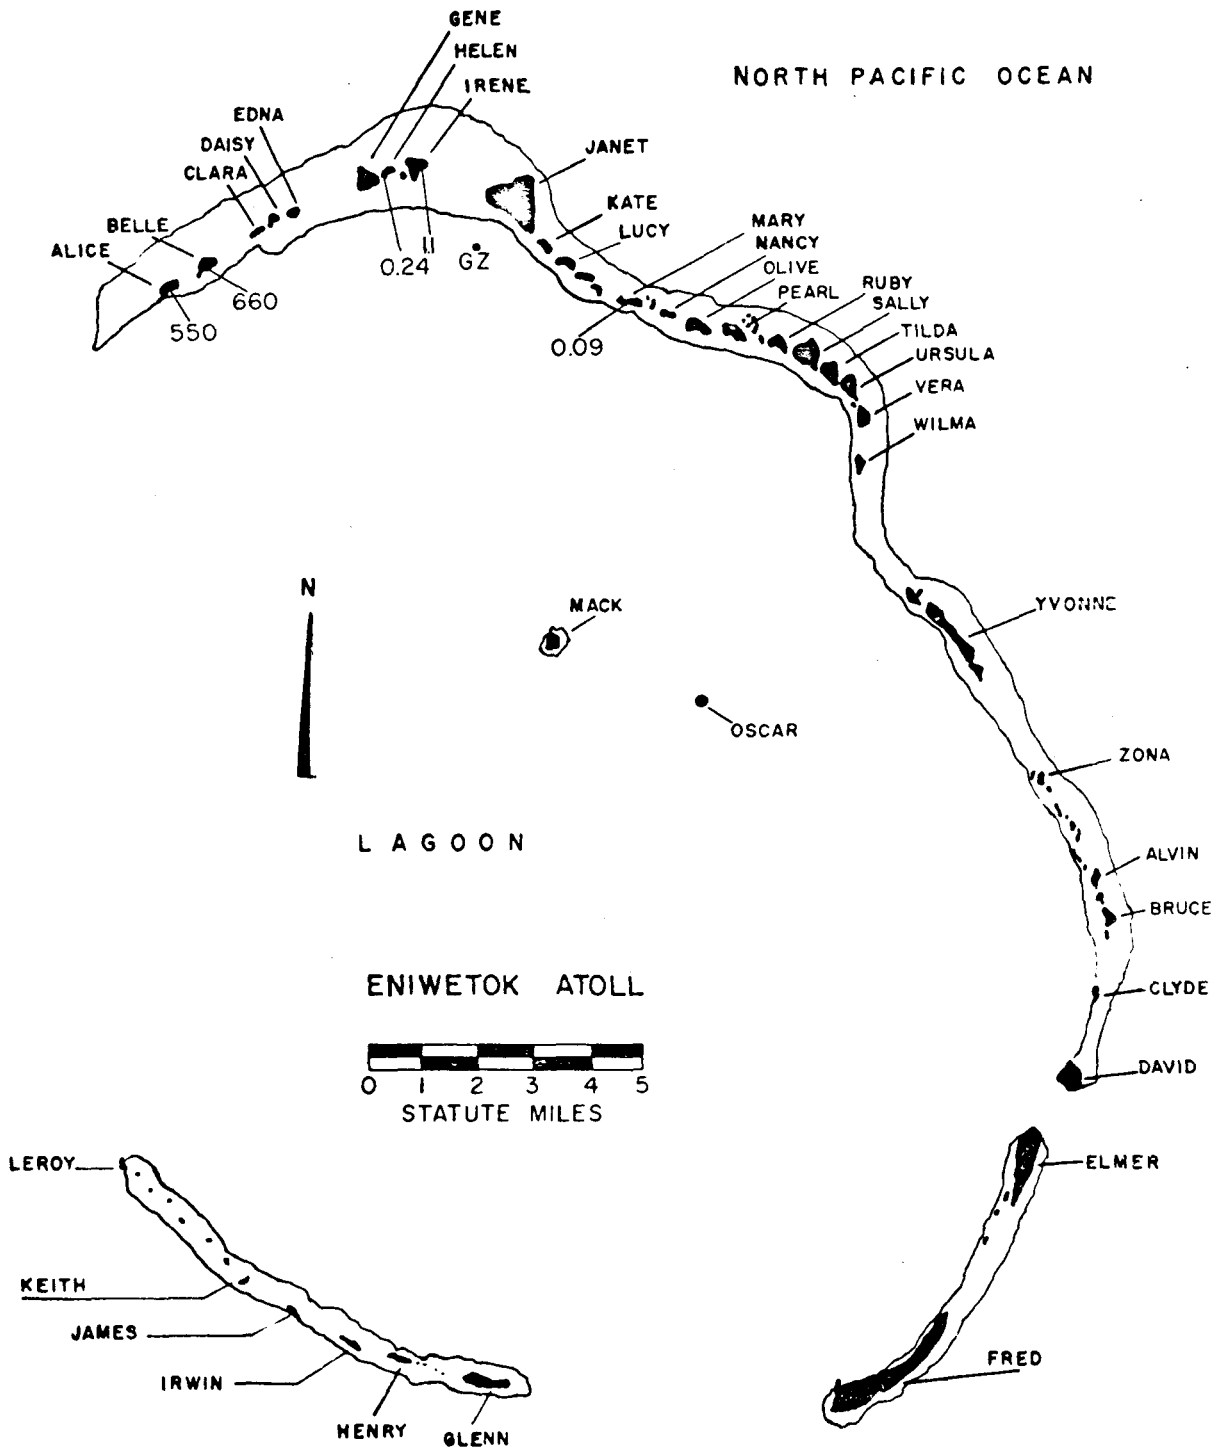 GENE
HELEN
IRENE
NORTH PACIFIC OCEAN
EDNA
DAISY
CLARA
BELLE
ALICE
JANET
KATE
LUCY
MARY
NANCY
OLIVE
PEARL
RUBY
SALLY
TILDA
URSULA
VERA
WILMA
0.24
1.1
GZ
660
550
0.09
N
MACK
YVONNE
OSCAR
ZONA
LAGOON
ALVIN
BRUCE
ENIWETOK ATOLL
CLYDE
0 1 2 3 4 5
STATUTE MILES
DAVID
LEROY
ELMER
KEITH
JAMES
IRWIN
HENRY
GLENN
FRED